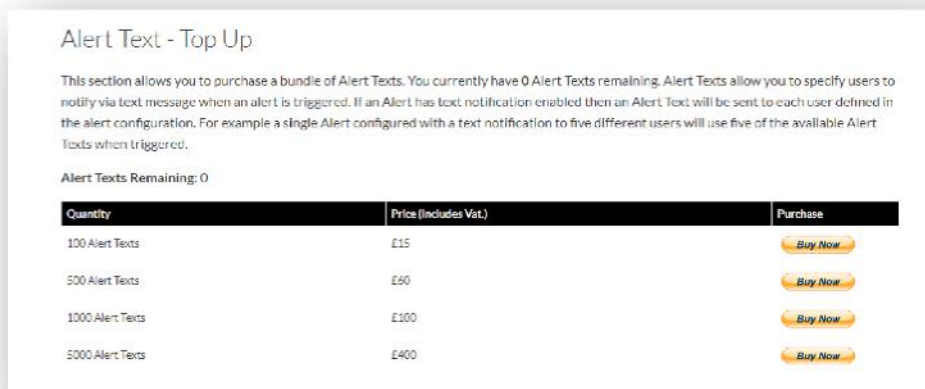 Alert Text - Top Up
This section allows you to purchase a bundle of Alert Texts. You currently have 0 Alert Texts remaining. Alert Texts allow you to specify users to
notify via text message when an alert is triggered. If an Alert has text notification enabled then an Alert Text will be sent to each user defined in
the alert configuration. For example a single Alert configured with a text notification to five different users will use five of the available Alert
Texts when triggered.
Alert Texts Remaining: 0
Quantity Price (Includes Vat.) Purchase
100 Alert Texts £15 Buy Now
500 Alert Texts £60 Buy Now
1000 Alert Texts £100 Buy Now
5000 Alert Texts £400 Buy Now